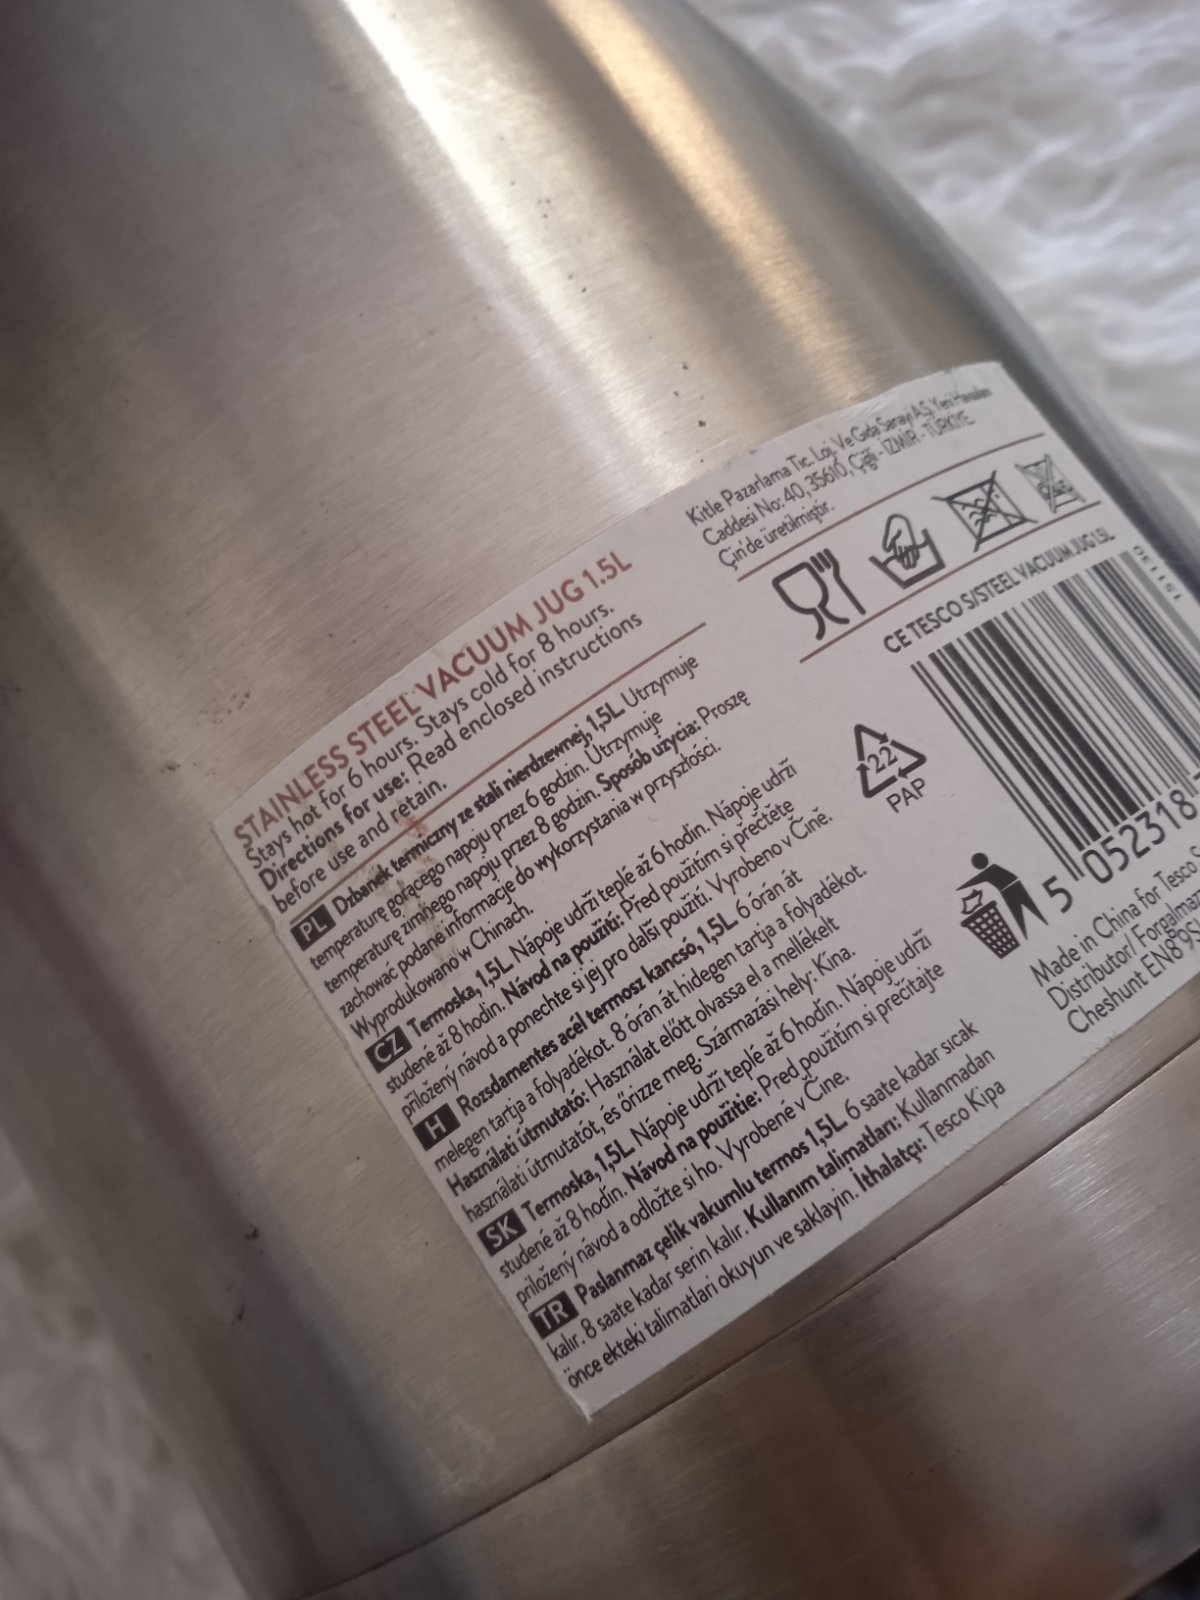 STAINLESS STEEL VACUUM JUG 1.5L
Stays hot for 6 hours. Stays cold for 8 hours.
Directions for use: Read enclosed instructions
before use and retain.
PL Dzbanek termiczny ze stali nierdzewnej, 1,5L Utrzymuje
temperaturę gorącego napoju przez 6 godzin. Utrzymuje
temperaturę zimnego napoju przez 8 godzin. Sposób użycia: Proszę
zachować podane informacje do wykorzystania w przyszłości.
Wyprodukowano w Chinach.
CZ Termoska, 1,5L Nápoje udrží teplé až 6 hodin. Nápoje udrží
studené až 8 hodin. Návod na použití: Před použitím si přečtěte
přiložený návod a ponechte si jej pro další použití. Vyrobeno v Číne.
H Rozsdamentes acél termosz kancsó, 1,5L 6 órán át
melegen tartja a folyadékot. 8 órán át hidegen tartja a folyadékot.
Használati útmutató: Használat előtt olvassa el a mellékelt
használati útmutatót, és őrizze meg. Származási hely: Kína.
SK Termoska, 1,5L Nápoje udrží teplé až 6 hodín. Nápoje udrží
studené až 8 hodín. Návod na použitie: Pred použitím si prečítajte
priložený návod a odložte si ho. Vyrobené v Číne.
TR Paslanmaz çelik vakumlu termos 1,5L 6 saate kadar sıcak
kalır. 8 saate kadar serin kalır. Kullanım talimatları: Kullanmadan
önce ekteki talimatlari okuyun ve saklayın. İthalatçı: Tesco Kipa
Kitle Pazarlama Tic. Loj. Ve Gıda Sanayi A.Ş. Yeni Havaalanı
Caddesi No: 40, 35610, Çiğli - İZMİR - TÜRKİYE
Çin'de üretilmiştir.
CE TESCO S/STEEL VACUUM JUG 1.5L
22
PAP
5 052318
Made in China for Tesco
Distributor/ Forgalmaz
Cheshunt EN8